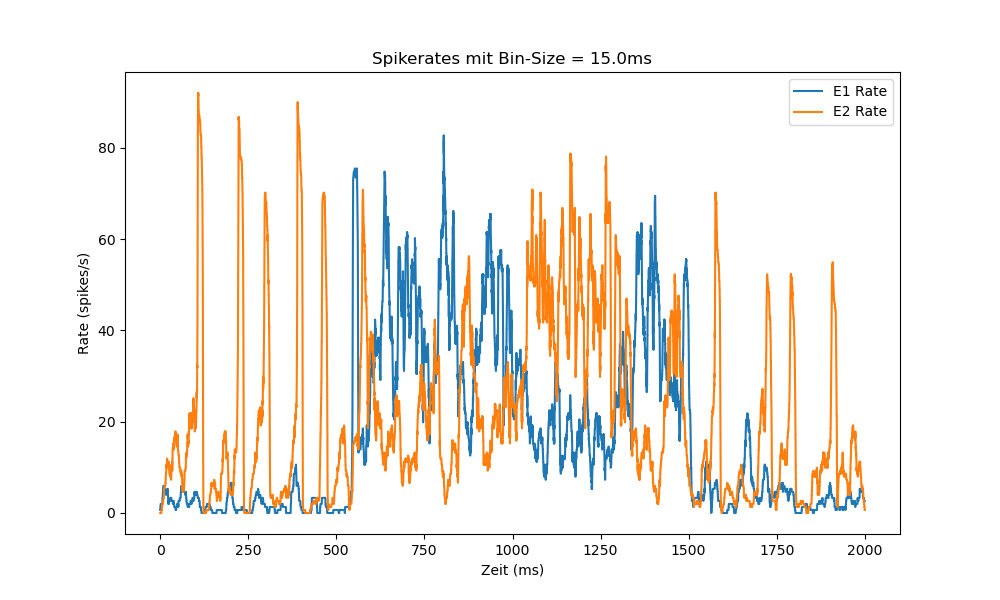 Spikerates mit Bin-Size = 15.0ms
E1 Rate
E2 Rate
Rate (spikes/s)
80
60
40
20
0
0 250 500 750 1000 1250 1500 1750 2000
Zeit (ms)